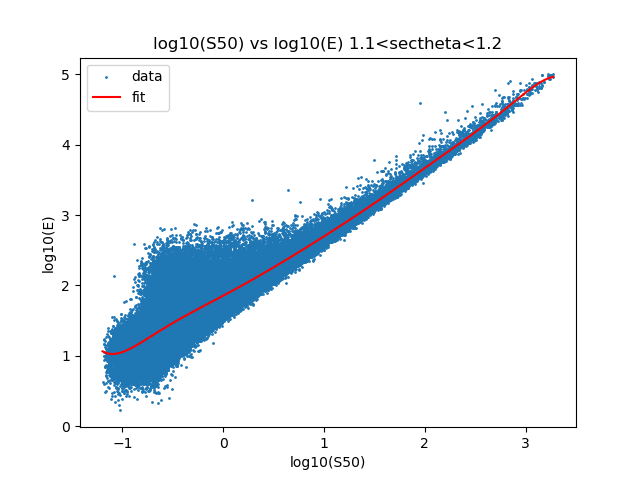 log10(S50) vs log10(E) 1.1<sectheta<1.2
data
fit
log10(E)
5
4
3
2
1
0
−1
0
1
2
3
log10(S50)